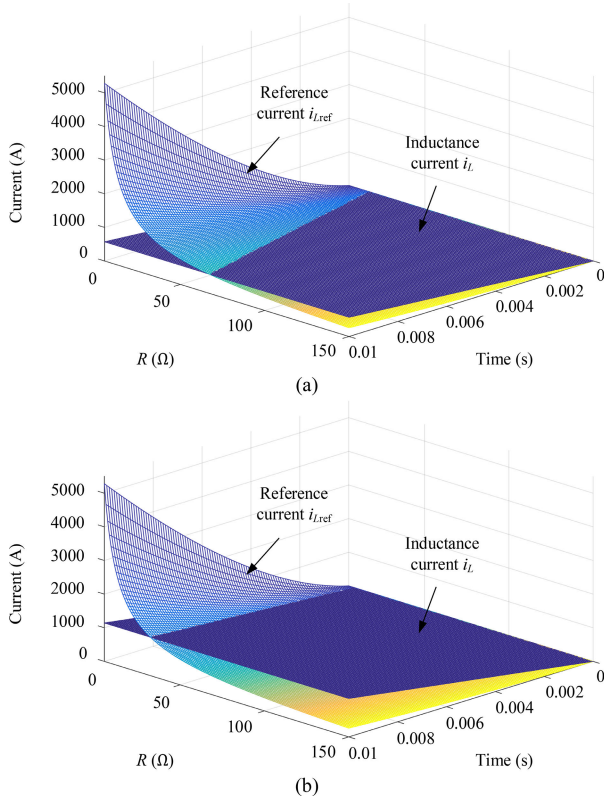 5000
4000
3000
2000
1000
0
Current (A)
Reference
current iLref
Inductance
current iL
0
50
100
150
R (Ω)
0.01
0.008
0.006
0.004
0.002
0
Time (s)
(a)
5000
4000
3000
2000
1000
0
Current (A)
Reference
current iLref
Inductance
current iL
0
50
100
150
R (Ω)
0.01
0.008
0.006
0.004
0.002
0
Time (s)
(b)